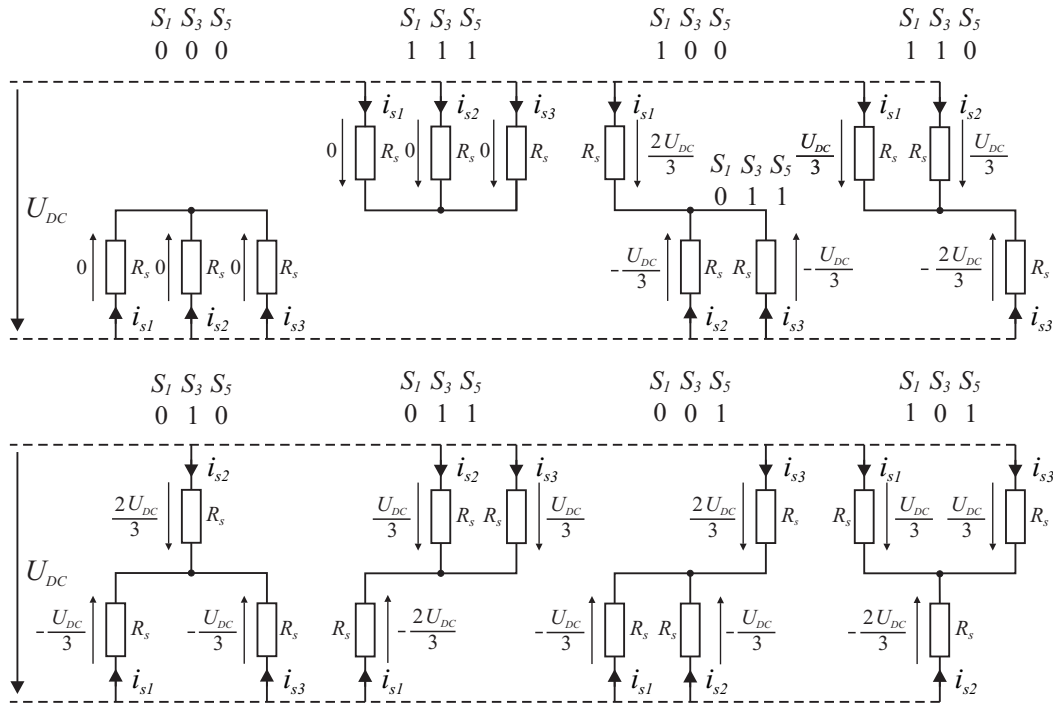 S1 S3 S5 S1 S3 S5 S1 S3 S5 S1 S3 S5
0 0 0 1 1 1 1 0 0 1 1 0
is1 is2 is3 is1 is1 is2
0 Rs 0 Rs 0 Rs Rs 2UDC/3 UDC/3 Rs Rs UDC/3
S1 S3 S5
0 1 1
UDC
0 Rs 0 Rs 0 Rs -UDC/3 Rs Rs -UDC/3 -2UDC/3 Rs
is1 is2 is3 is2 is3 is3
S1 S3 S5 S1 S3 S5 S1 S3 S5 S1 S3 S5
0 1 0 0 1 1 0 0 1 1 0 1
is2 is2 is3 is3 is1 is3
2UDC/3 Rs UDC/3 Rs Rs UDC/3 2UDC/3 Rs Rs UDC/3 UDC/3 Rs
UDC
-UDC/3 Rs -UDC/3 Rs Rs -2UDC/3 -UDC/3 Rs Rs -UDC/3 -2UDC/3 Rs
is1 is3 is1 is1 is2 is2